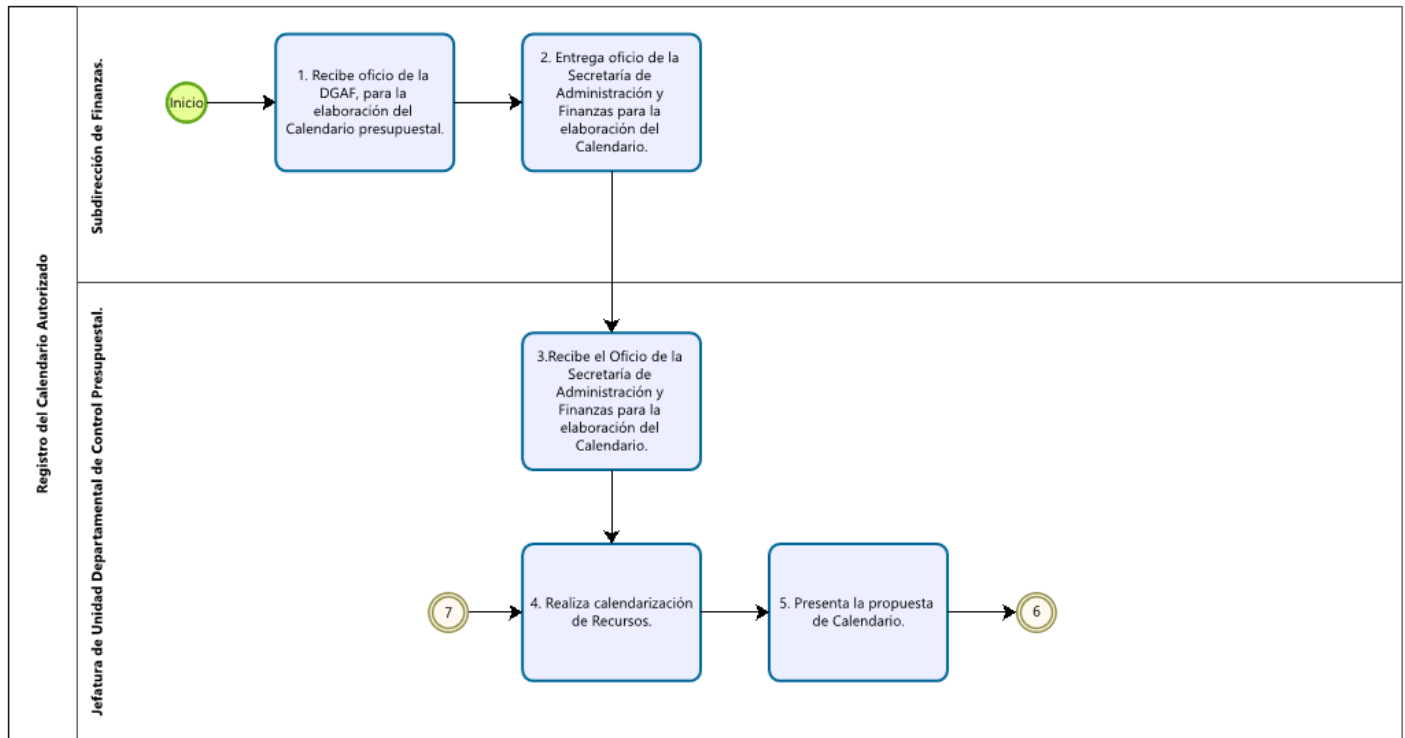 Registro del Calendario Autorizado
Subdirección de Finanzas.
Inicio
1. Recibe oficio de la
DGAF, para la
elaboración del
Calendario presupuestal.
2. Entrega oficio de la
Secretaría de
Administración y
Finanzas para la
elaboración del
Calendario.
Jefatura de Unidad Departamental de Control Presupuestal.
3.Recibe el Oficio de la
Secretaría de
Administración y
Finanzas para la
elaboración del
Calendario.
7
4. Realiza calendarización
de Recursos.
5. Presenta la propuesta
de Calendario.
6